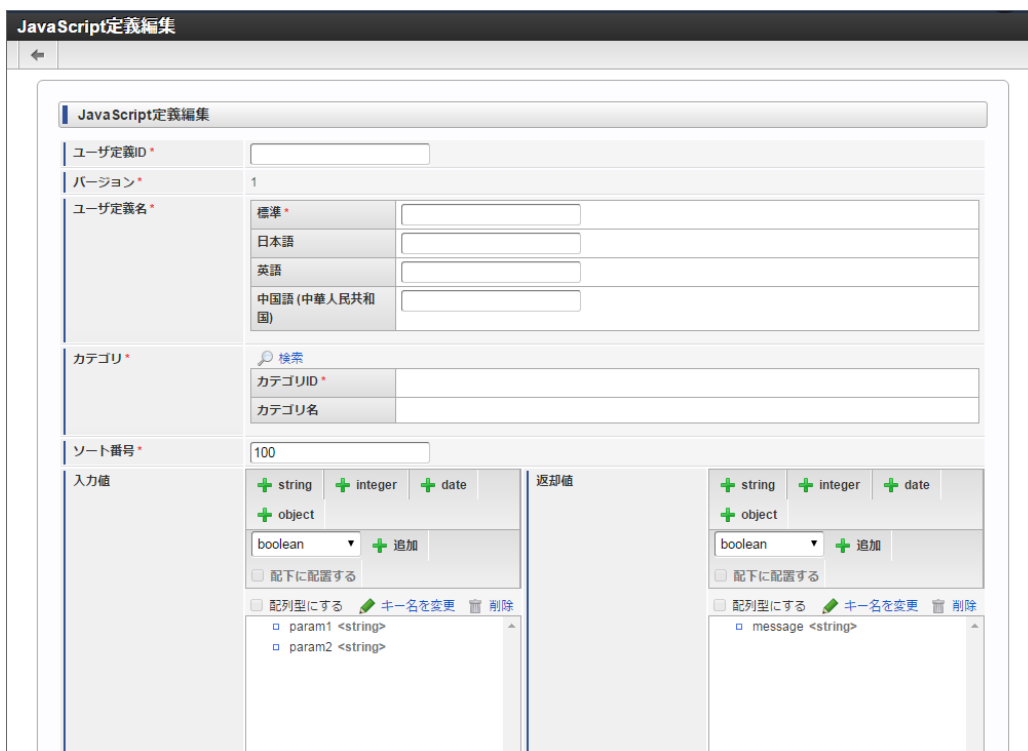 JavaScript定義編集
JavaScript定義編集
ユーザ定義ID *
バージョン *
1
ユーザ定義名 *
標準 *
日本語
英語
中国語 (中華人民共和
国)
カテゴリ *
検索
カテゴリID *
カテゴリ名
ソート番号 *
100
入力値
string integer date
object
boolean 追加
配下に配置する
配列型にする キー名を変更 削除
param1 <string>
param2 <string>
返却値
string integer date
object
boolean 追加
配下に配置する
配列型にする キー名を変更 削除
message <string>